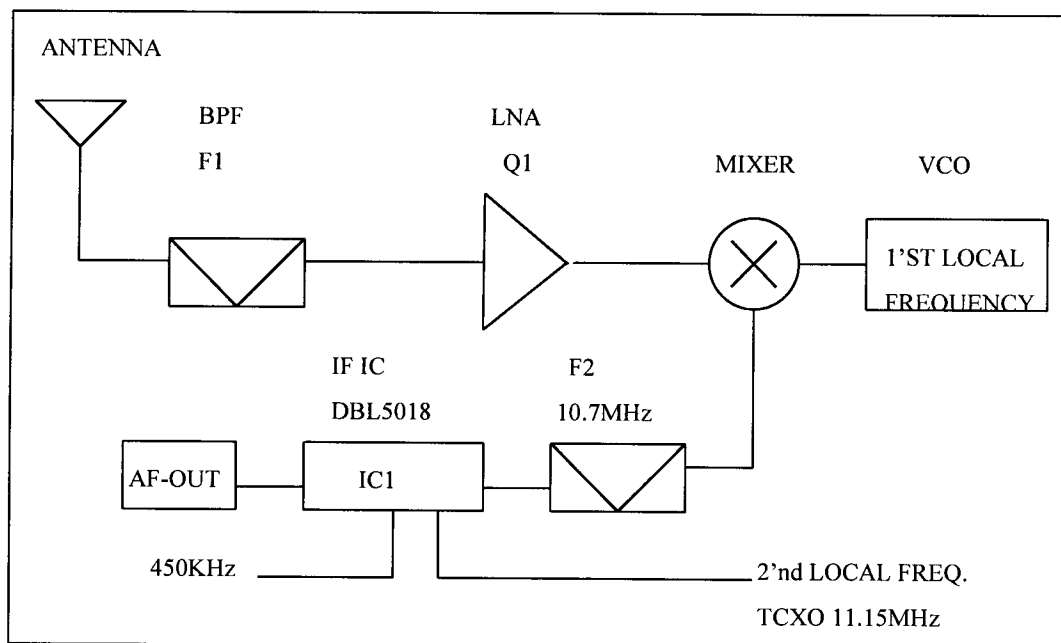 ANTENNA
BPF
F1
LNA
Q1
MIXER
VCO
1'ST LOCAL
FREQUENCY
IF IC
DBL5018
F2
10.7MHz
AF-OUT
IC1
450KHz
2'nd LOCAL FREQ.
TCXO 11.15MHz